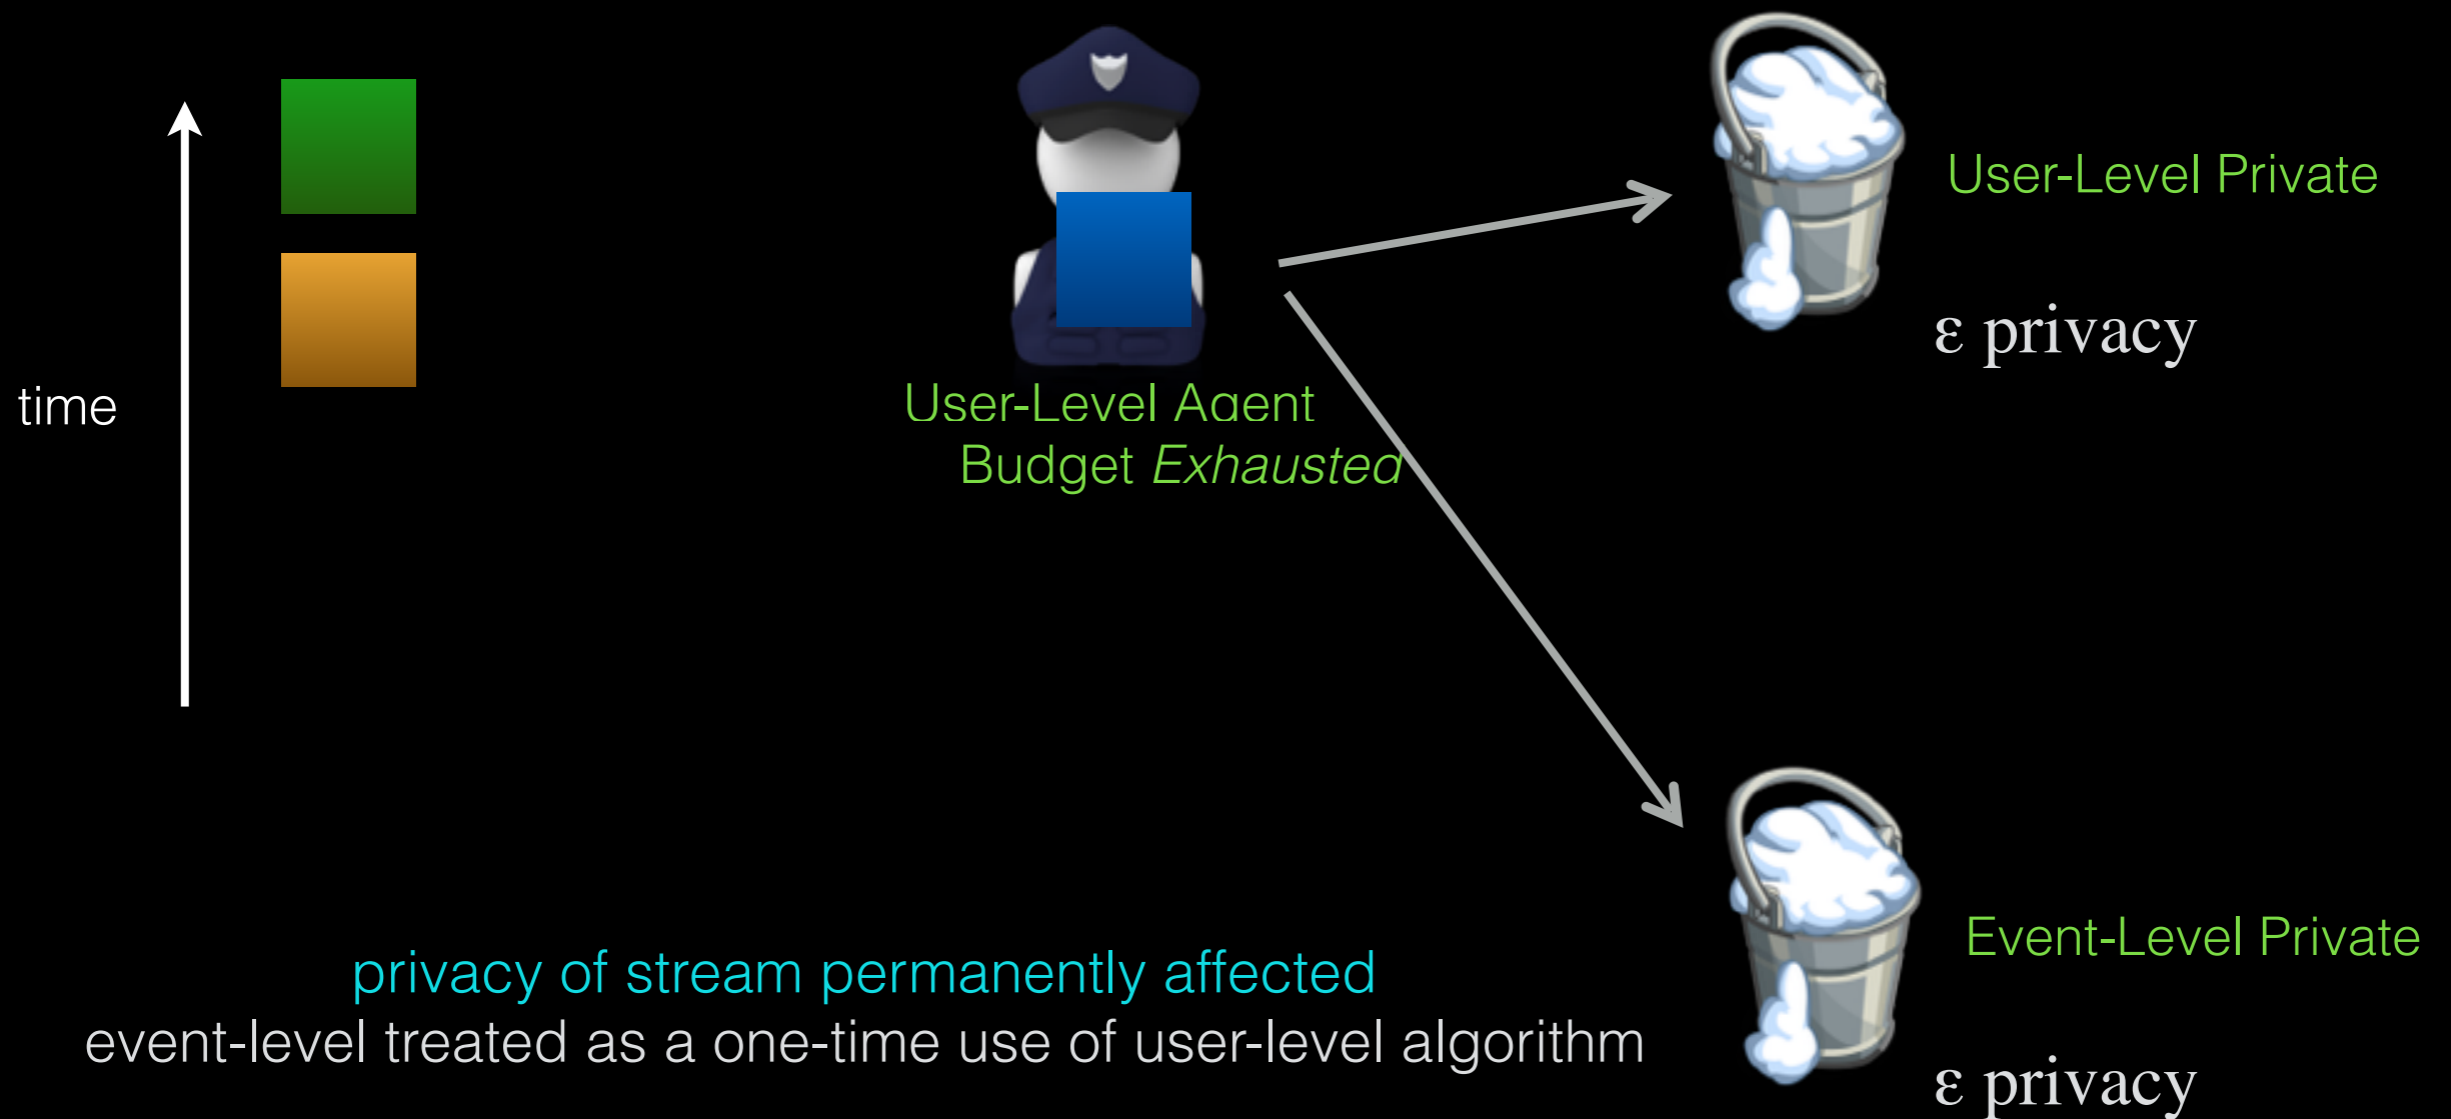 User-Level Private
ε privacy
time
User-Level Agent
Budget Exhausted
Event-Level Private
privacy of stream permanently affected
event-level treated as a one-time use of user-level algorithm
ε privacy